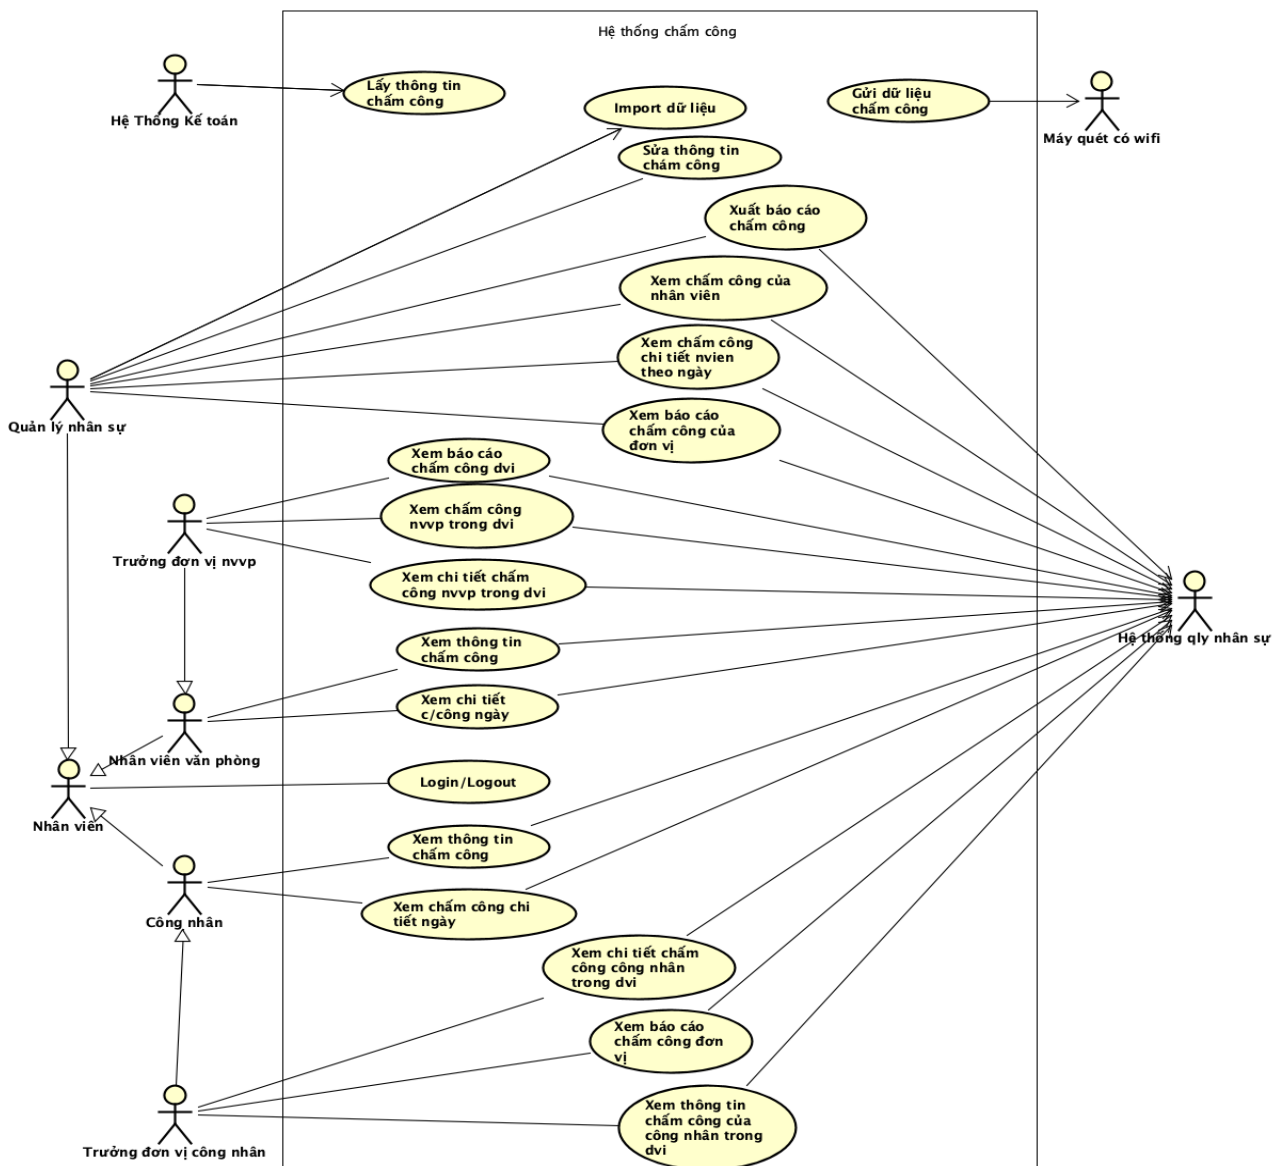 Hệ thống chấm công
Lấy thông tin
chấm công
Import dữ liệu
Gửi dữ liệu
chấm công
Hệ Thống Kế toán
Máy quét có wifi
Sửa thông tin
chám công
Xuất báo cáo
chấm công
Xem chấm công của
nhân viên
Xem chấm công
chi tiết nvien
theo ngày
Quản lý nhân sự
Xem báo cáo
chấm công của
đơn vị
Xem báo cáo
chấm công dvi
Xem chấm công
nvvp trong dvi
Trưởng đơn vị nvvp
Xem chi tiết chấm
công nvvp trong dvi
Hệ thống qly nhân sự
Xem thông tin
chấm công
Xem chi tiết
c/công ngày
Nhân viên văn phòng
Login/Logout
Nhân viên
Xem thông tin
chấm công
Xem chấm công chi
tiết ngày
Công nhân
Xem chi tiết chấm
công công nhân
trong dvi
Xem báo cáo
chấm công đơn
vị
Xem thông tin
chấm công của
công nhân trong
dvi
Trưởng đơn vị công nhân